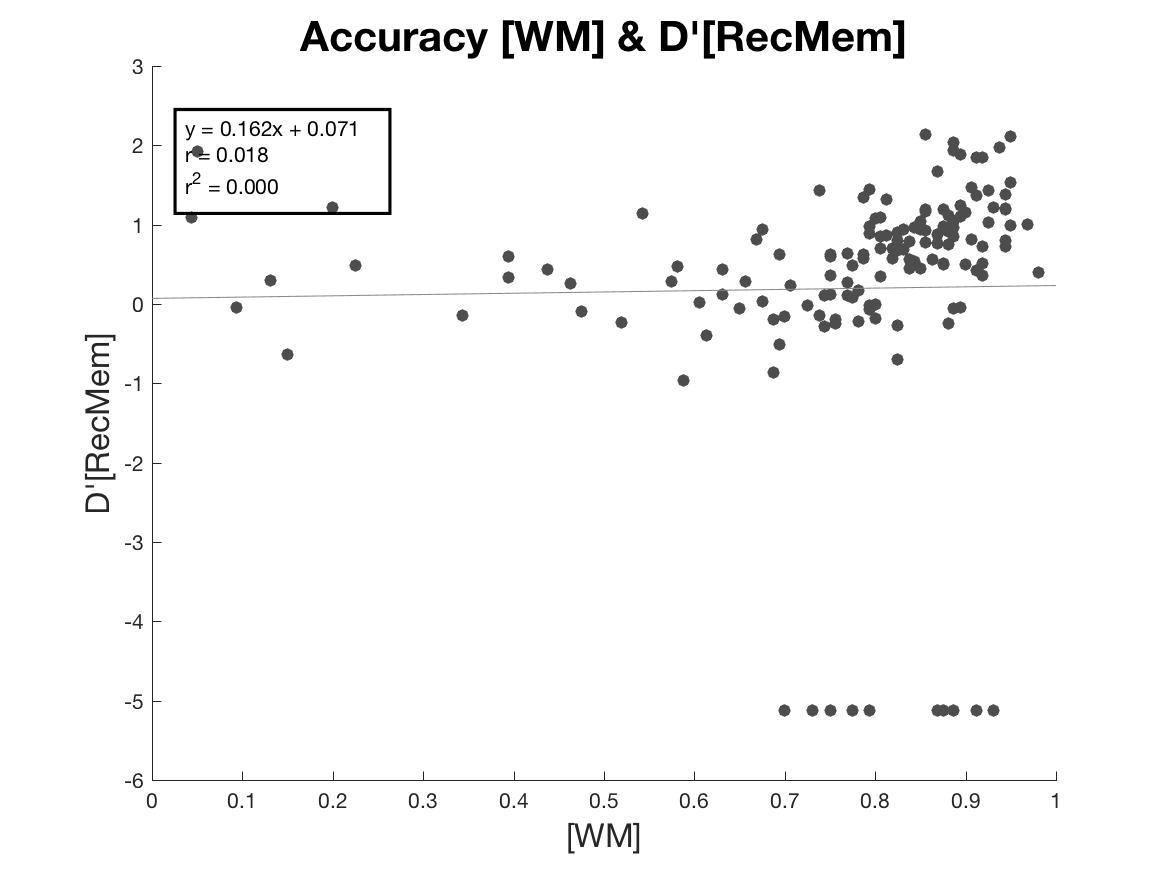 Accuracy [WM] & D'[RecMem]
3
y = 0.162x + 0.071
2
r = 0.018
r2 = 0.000
1
0
-1
D'[RecMem]
-2
-3
-4
-5
-6
0 0.1 0.2 0.3 0.4 0.5 0.6 0.7 0.8 0.9 1
[WM]